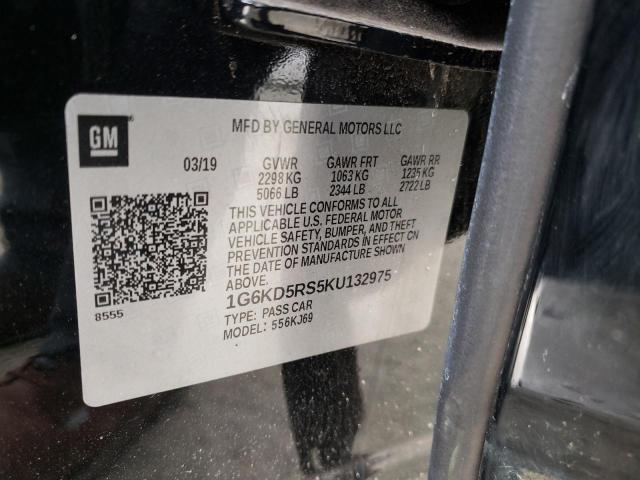 GM
MFD BY GENERAL MOTORS LLC
03/19 GVWR GAWR FRT GAWR RR
2298 KG 1063 KG 1235 KG
5066 LB 2344 LB 2722 LB
THIS VEHICLE CONFORMS TO ALL
APPLICABLE U.S. FEDERAL MOTOR
VEHICLE SAFETY, BUMPER, AND THEFT
PREVENTION STANDARDS IN EFFECT ON
THE DATE OF MANUFACTURE SHOWN
ABOVE.
1G6KD5RS5KU132975
TYPE: PASS CAR
MODEL: 556KJ69
8555